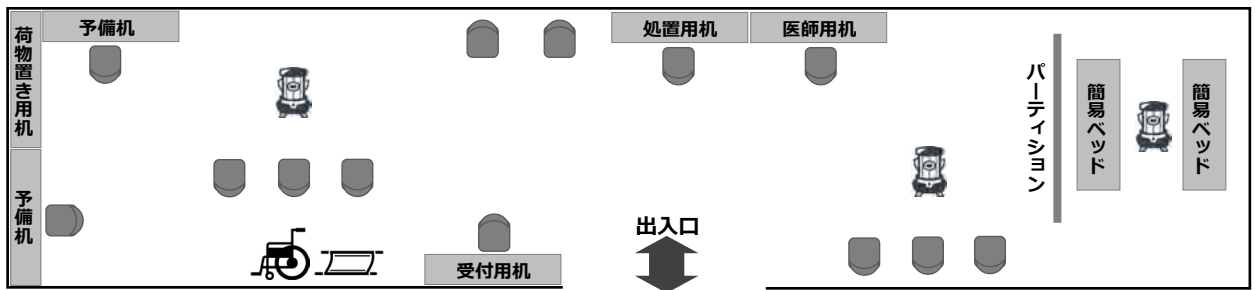 予備机
荷物置き用机
予備机
受付用机
出入口
処置用机
医師用机
パーティション
簡易ベッド
簡易ベッド